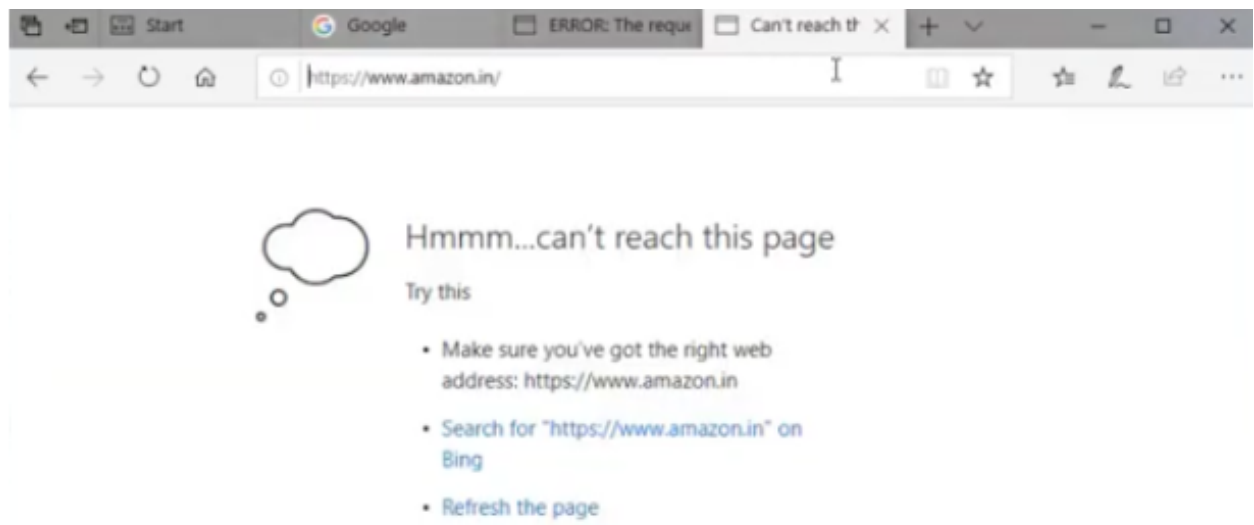 Start Google ERROR: The reque Can't reach th
https://www.amazon.in/
Hmmm...can't reach this page
Try this
• Make sure you've got the right web
address: https://www.amazon.in
• Search for "https://www.amazon.in" on
Bing
• Refresh the page